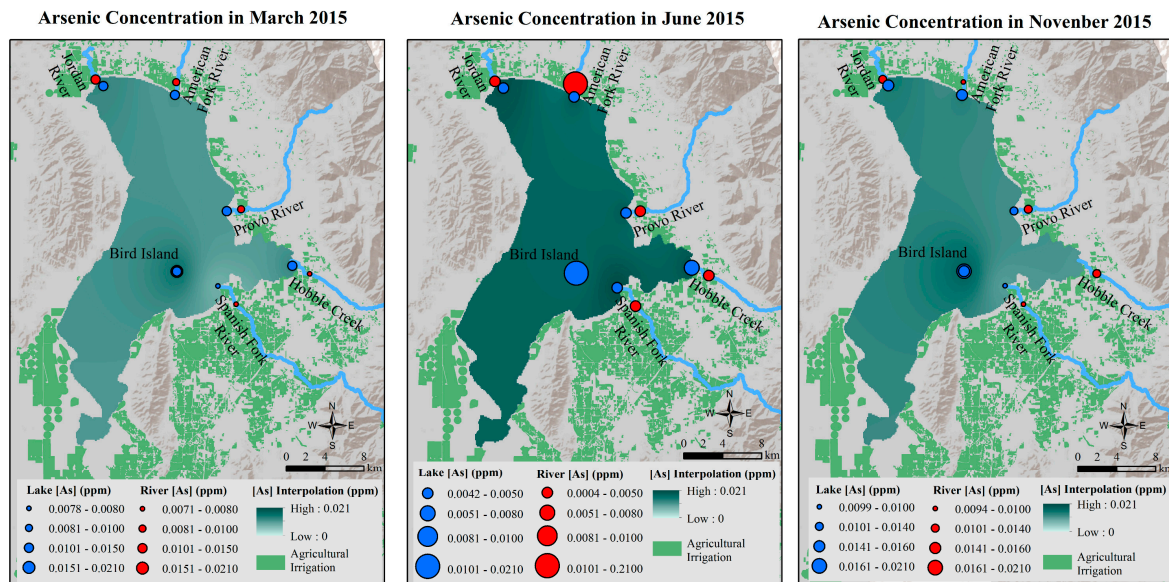 Arsenic Concentration in March 2015
Jordan
River
American
Fork River
Provo River
Bird Island
Hobble Creek
Spanish Fork
River
N
W E
S
0 4 8
km
Lake [As] (ppm)
0.0078 - 0.0080
0.0081 - 0.0100
0.0101 - 0.0150
0.0151 - 0.0210
River [As] (ppm)
0.0071 - 0.0080
0.0081 - 0.0100
0.0101 - 0.0150
0.0151 - 0.0210
[As] Interpolation (ppm)
High : 0.021
Low : 0
Agricultural
Irrigation
Arsenic Concentration in June 2015
Jordan
River
American
Fork River
Provo River
Bird Island
Hobble Creek
Spanish Fork
River
N
W E
S
0 4 8
km
Lake [As] (ppm)
0.0042 - 0.0050
0.0051 - 0.0080
0.0081 - 0.0100
0.0101 - 0.0210
River [As] (ppm)
0.0004 - 0.0050
0.0051 - 0.0080
0.0081 - 0.0100
0.0101 - 0.2100
[As] Interpolation (ppm)
High : 0.021
Low : 0
Agricultural
Irrigation
Arsenic Concentration in Novenber 2015
Jordan
River
American
Fork River
Provo River
Bird Island
Hobble Creek
Spanish Fork
River
N
W E
S
0 4 8
km
Lake [As] (ppm)
0.0099 - 0.0100
0.0101 - 0.0140
0.0141 - 0.0160
0.0161 - 0.0210
River [As] (ppm)
0.0094 - 0.0100
0.0101 - 0.0140
0.0141 - 0.0160
0.0161 - 0.0210
[As] Interpolation (ppm)
High : 0.021
Low : 0
Agricultural
Irrigation